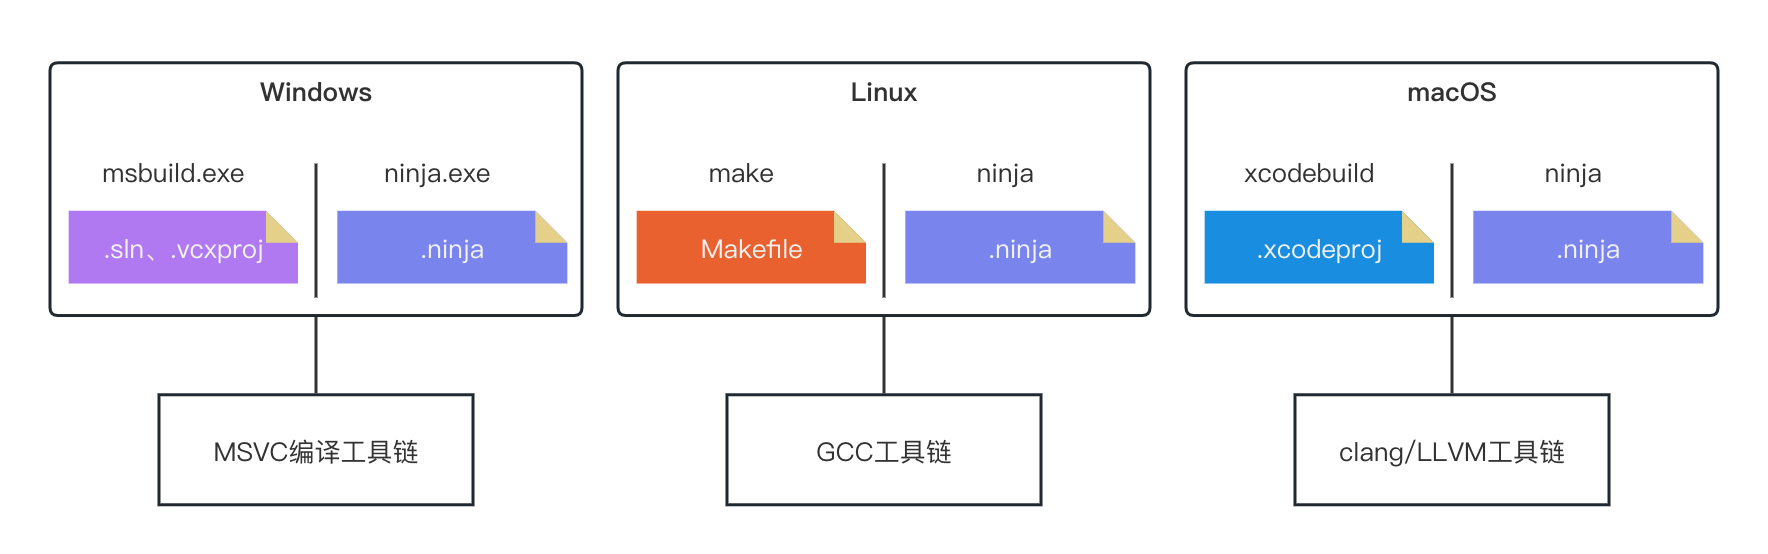 Windows
msbuild.exe
ninja.exe
.sln、.vcxproj
.ninja
MSVC编译工具链
Linux
make
ninja
Makefile
.ninja
GCC工具链
macOS
xcodebuild
ninja
.xcodeproj
.ninja
clang/LLVM工具链